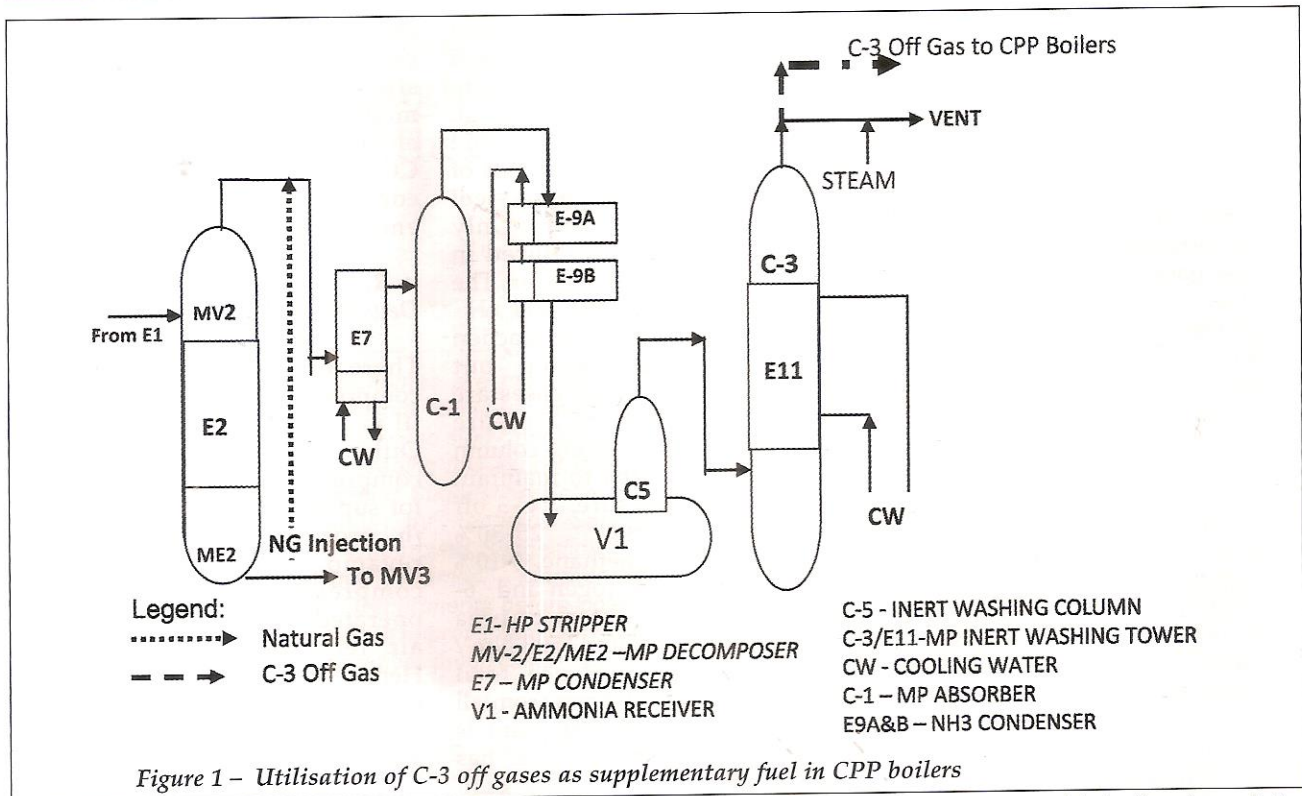 C-3 Off Gas to CPP Boilers
VENT
STEAM
E-9A
C-3
E-9B
MV2
From E1
E7
E11
E2
C-1
CW
CW
C5
CW
V1
ME2
NG Injection
To MV3
Legend:
Natural Gas
C-3 Off Gas
E1- HP STRIPPER
MV-2/E2/ME2 –MP DECOMPOSER
E7 – MP CONDENSER
V1 - AMMONIA RECEIVER
C-5 - INERT WASHING COLUMN
C-3/E11-MP INERT WASHING TOWER
CW - COOLING WATER
C-1 – MP ABSORBER
E9A&B – NH3 CONDENSER
Figure 1 – Utilisation of C-3 off gases as supplementary fuel in CPP boilers